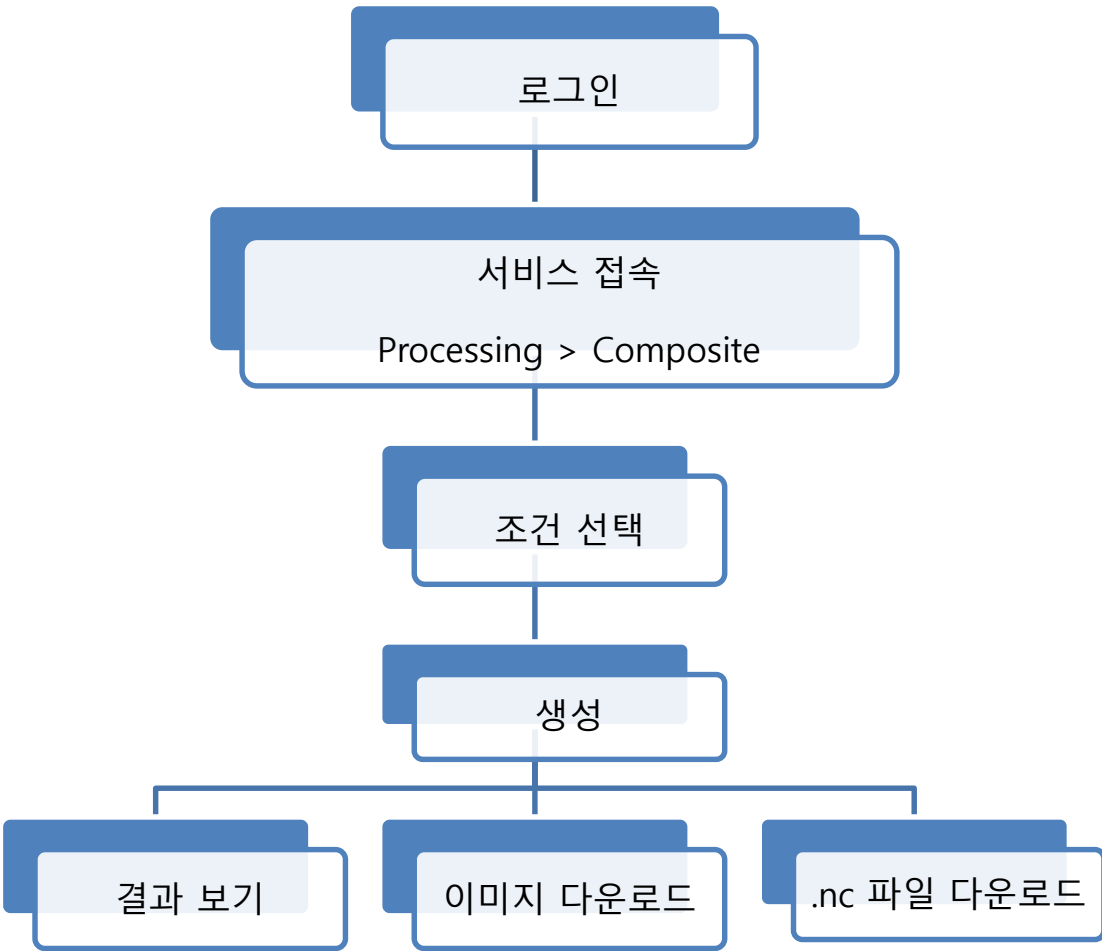 로그인
서비스 접속
Processing > Composite
조건 선택
생성
결과 보기
이미지 다운로드
.nc 파일 다운로드